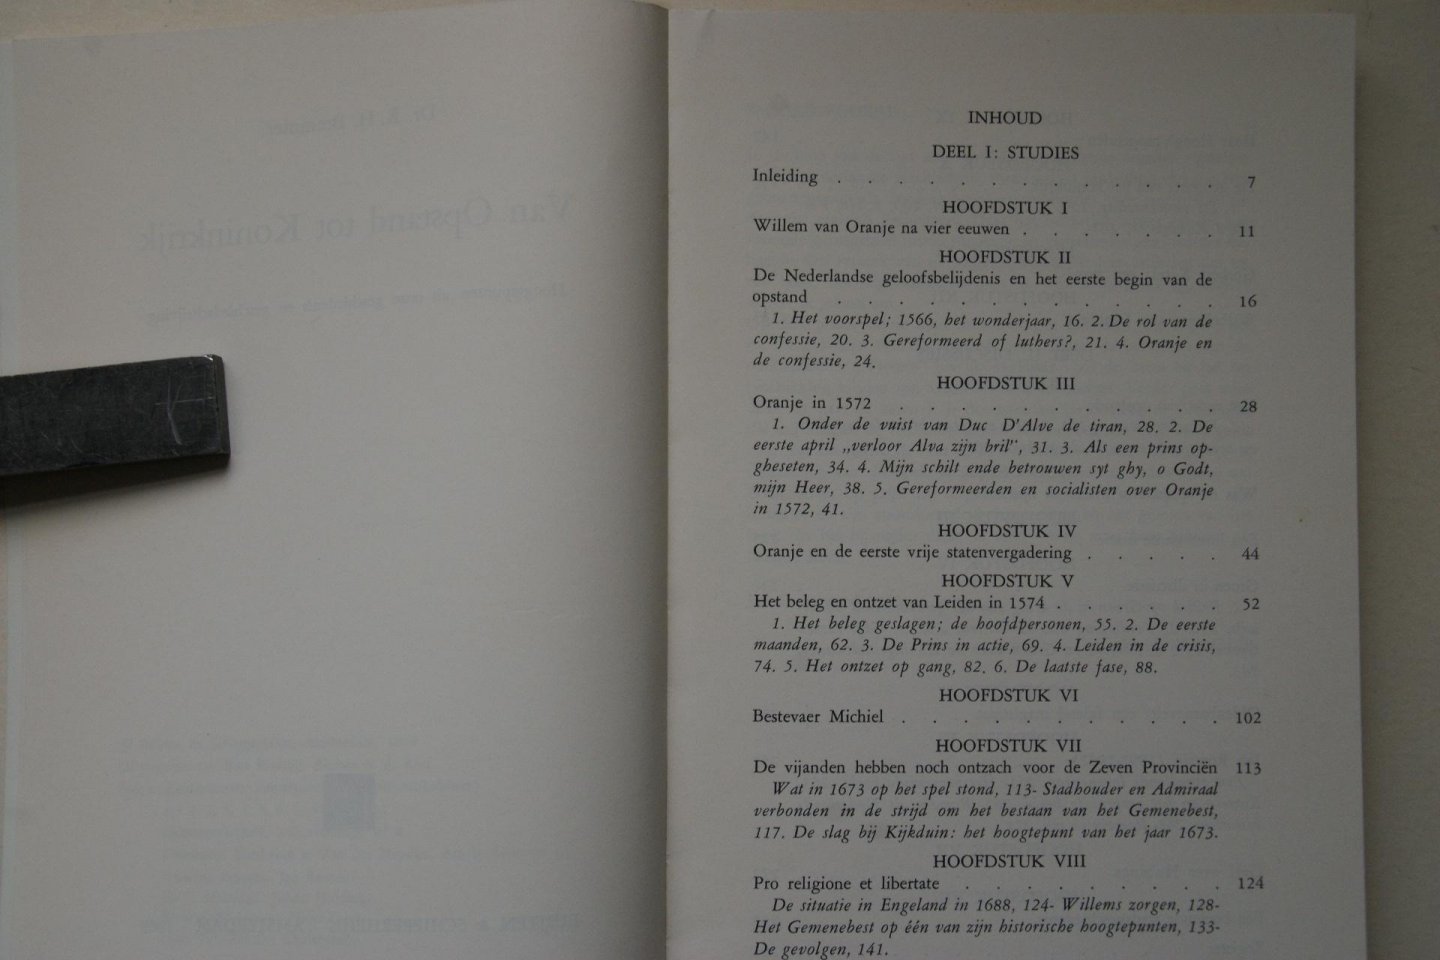 INHOUD
DEEL I: STUDIES
Inleiding . . . . . . . . . . . . . 7
HOOFDSTUK I
Willem van Oranje na vier eeuwen . . . . . . . 11
HOOFDSTUK II
De Nederlandse geloofsbelijdenis en het eerste begin van de
opstand . . . . . . . . . . . . . 16
1. Het voorspel; 1566, het wonderjaar, 16. 2. De rol van de
confessie, 20. 3. Gereformeerd of luthers?, 21. 4. Oranje en
de confessie, 24.
HOOFDSTUK III
Oranje in 1572 . . . . . . . . . . . 28
1. Onder de vuist van Duc D'Alve de tiran, 28. 2. De
eerste april „verloor Alva zijn bril", 31. 3. Als een prins op-
gheseten, 34. 4. Mijn schilt ende betrouwen syt ghy, o Godt,
mijn Heer, 38. 5. Gereformeerden en socialisten over Oranje
in 1572, 41.
HOOFDSTUK IV
Oranje en de eerste vrije statenvergadering . . . . . 44
HOOFDSTUK V
Het beleg en ontzet van Leiden in 1574 . . . . . . 52
1. Het beleg geslagen; de hoofdpersonen, 55. 2. De eerste
maanden, 62. 3. De Prins in actie, 69. 4. Leiden in de crisis,
74. 5. Het ontzet op gang, 82. 6. De laatste fase, 88.
HOOFDSTUK VI
Bestevaer Michiel . . . . . . . . . . . 102
HOOFDSTUK VII
De vijanden hebben noch ontzach voor de Zeven Provinciën 113
Wat in 1673 op het spel stond, 113- Stadhouder en Admiraal
verbonden in de strijd om het bestaan van het Gemenebest,
117. De slag bij Kijkduin: het hoogtepunt van het jaar 1673.
HOOFDSTUK VIII
Pro religione et libertate . . . . . . . . . 124
De situatie in Engeland in 1688, 124- Willems zorgen, 128-
Het Gemenebest op één van zijn historische hoogtepunten, 133-
De gevolgen, 141.